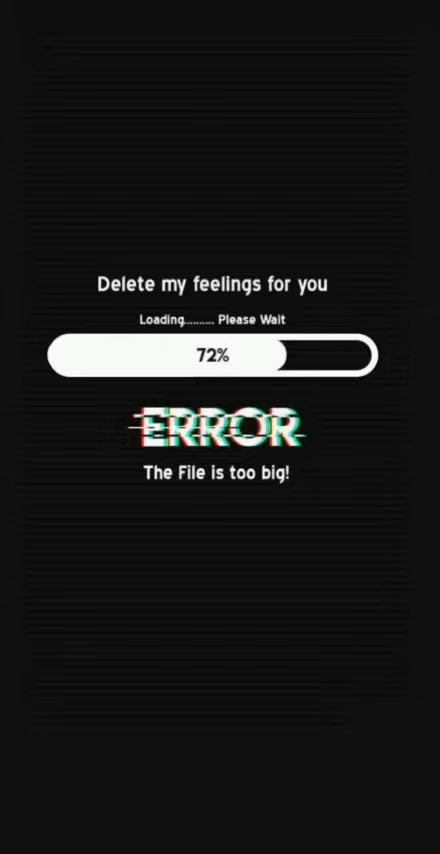 Delete my feelings for you
Loading.......... Please Wait
72%
ERROR
The File is too big!